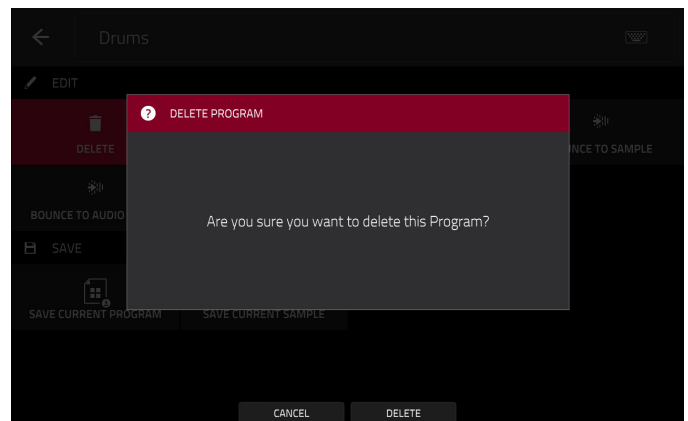 Drums
EDIT
DELETE PROGRAM
DELETE
NCE TO SAMPLE
BOUNCE TO AUDIO
Are you sure you want to delete this Program?
SAVE
SAVE CURRENT PROGRAM
SAVE CURRENT SAMPLE
CANCEL
DELETE